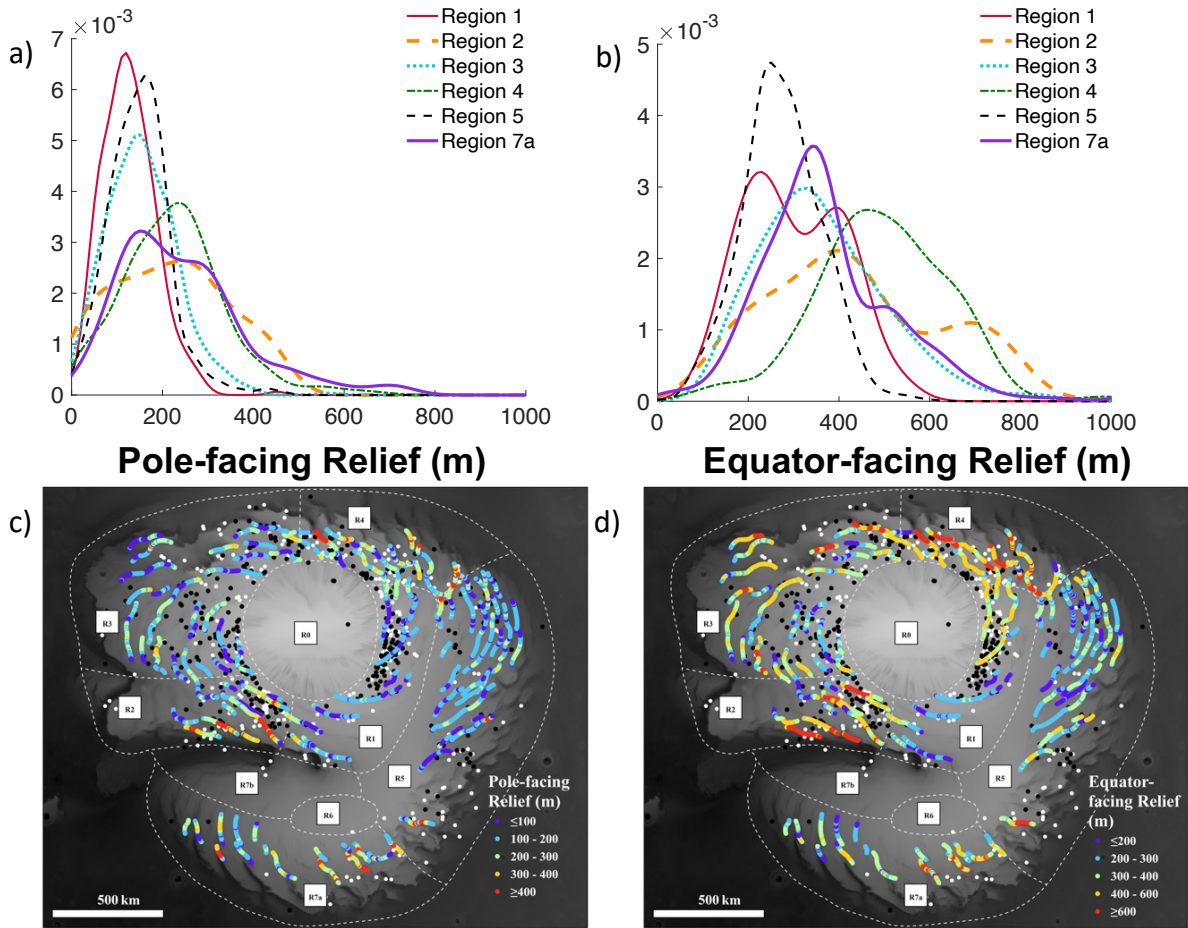 a)
× 10⁻³
7
6
5
4
3
2
1
0
0 200 400 600 800 1000
Region 1
Region 2
Region 3
Region 4
Region 5
Region 7a
Pole-facing Relief (m)
b)
× 10⁻³
5
4
3
2
1
0
0 200 400 600 800 1000
Region 1
Region 2
Region 3
Region 4
Region 5
Region 7a
Equator-facing Relief (m)
c)
R4
R3
R0
R2
R1
R7b
R5
R6
R7a
Pole-facing
Relief (m)
≤100
100 - 200
200 - 300
300 - 400
≥400
500 km
d)
R4
R3
R0
R2
R1
R7b
R5
R6
R7a
Equator-
facing Relief
(m)
≤200
200 - 300
300 - 400
400 - 600
≥600
500 km